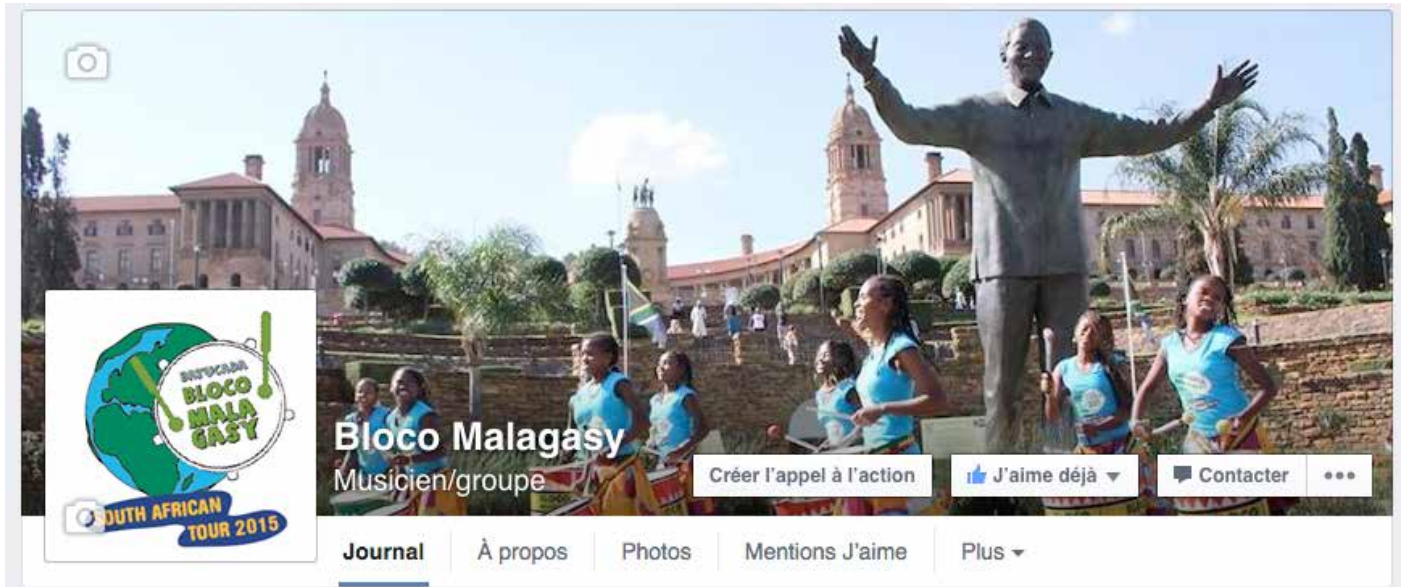 BATUCADA
BLOCO
MALA
GASY
SOUTH AFRICAN
TOUR 2015
Bloco Malagasy
Musicien/groupe
Créer l'appel à l'action
J'aime déjà
Contacter
Journal
À propos
Photos
Mentions J'aime
Plus